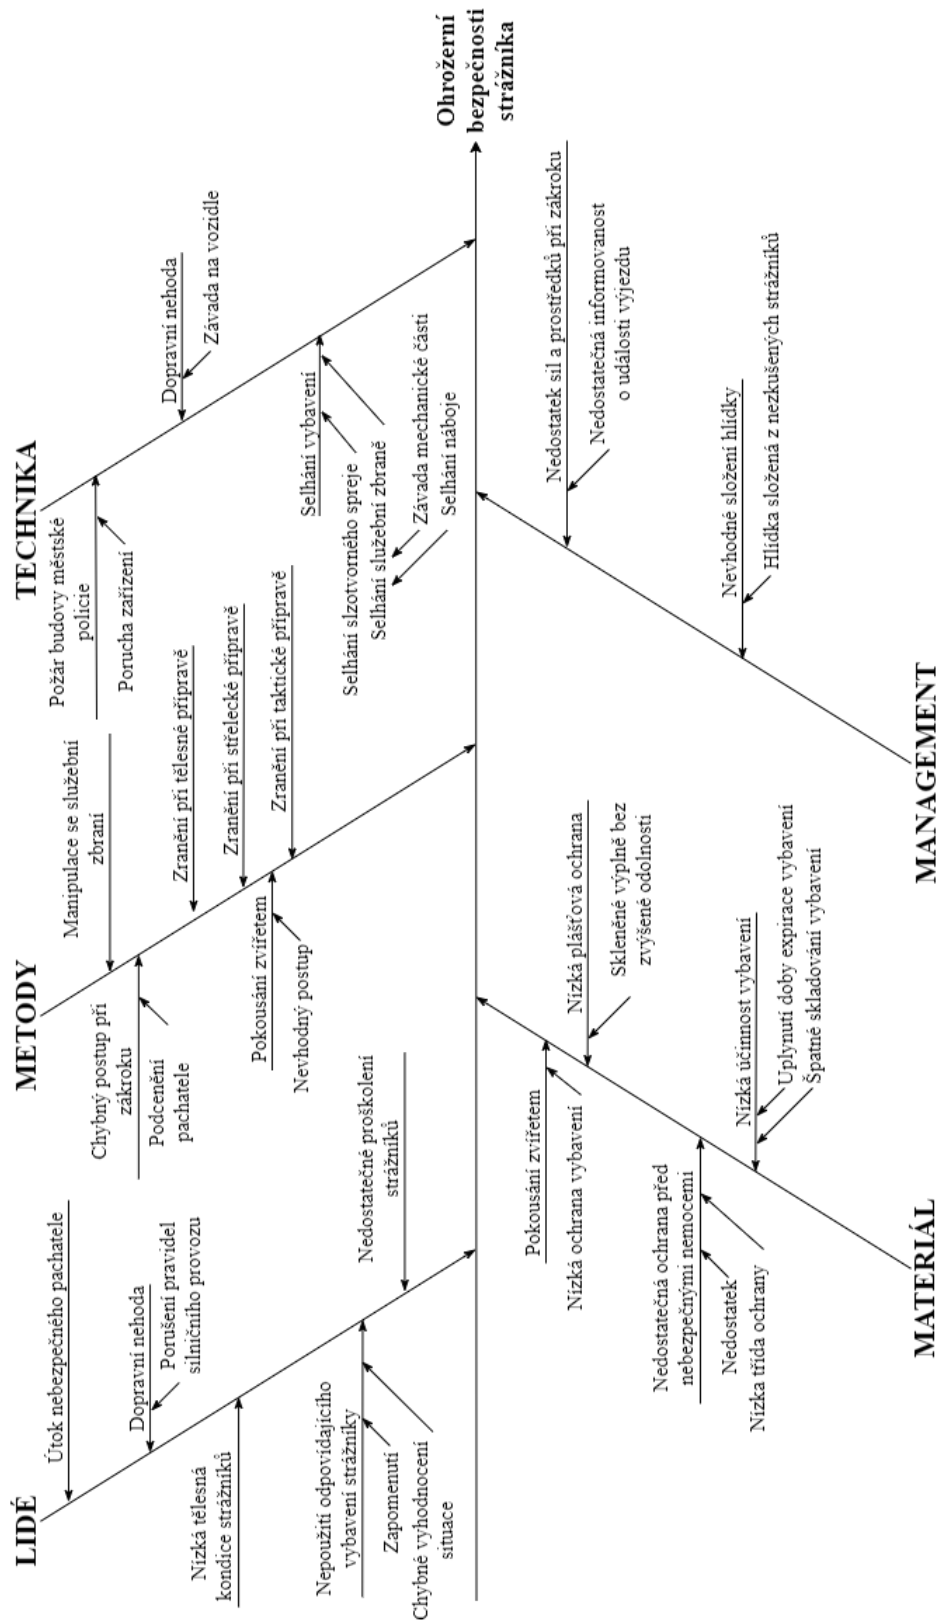 LIDÉ
Útok nebezpečného pachatele
Dopravní nehoda
Porušení pravidel
silničního provozu
Nízká tělesná
kondice strážníků
Nepoužití odpovídajícího
vybavení strážníky
Zapomenutí
Chybné vyhodnocení
situace
Nedostatečné proškolení
strážníků
METODY
Manipulace se služební
zbraní
Chybný postup při
zákroku
Podcenění
pachatele
Zranění při tělesné přípravě
Zranění při střelecké přípravě
Pokousání zvířetem
Nevhodný postup
Zranění při taktické přípravě
TECHNIKA
Požár budovy městské
policie
Porucha zařízení
Dopravní nehoda
Závada na vozidle
Selhání vybavení
Selhání slzotvorného spreje
Selhání služební zbraně
Závada mechanické části
Selhání náboje
Ohrožerní
bezpečnosti
strážníka
Pokousání zvířetem
Nízká ochrana vybavení
Nízká plášťová ochrana
Skleněné výplně bez
zvýšené odolnosti
Nedostatečná ochrana před
nebezpečnými nemocemi
Nedostatek
Nízka třída ochrany
Nízká účinnost vybavení
Uplynutí doby expirace vybavení
Špatné skladování vybavení
MATERIÁL
Nedostatek sil a prostředků při zákroku
Nedostatečná informovanost
o události výjezdu
Nevhodné složení hlídky
Hlídka složená z nezkušených strážníků
MANAGEMENT